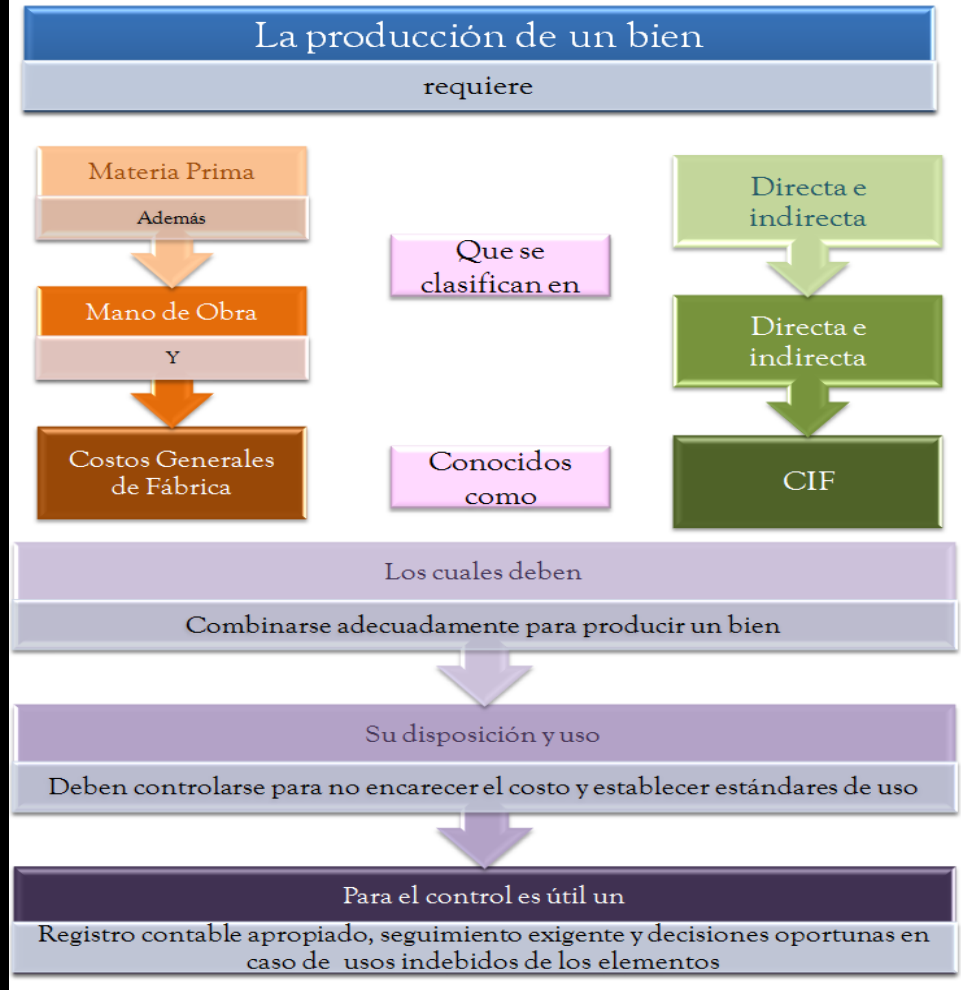 La producción de un bien
requiere
Materia Prima
Además
Mano de Obra
Y
Costos Generales
de Fábrica
Que se
clasifican en
Conocidos
como
Directa e
indirecta
Directa e
indirecta
CIF
Los cuales deben
Combinarse adecuadamente para producir un bien
Su disposición y uso
Deben controlarse para no encarecer el costo y establecer estándares de uso
Para el control es útil un
Registro contable apropiado, seguimiento exigente y decisiones oportunas en
caso de usos indebidos de los elementos